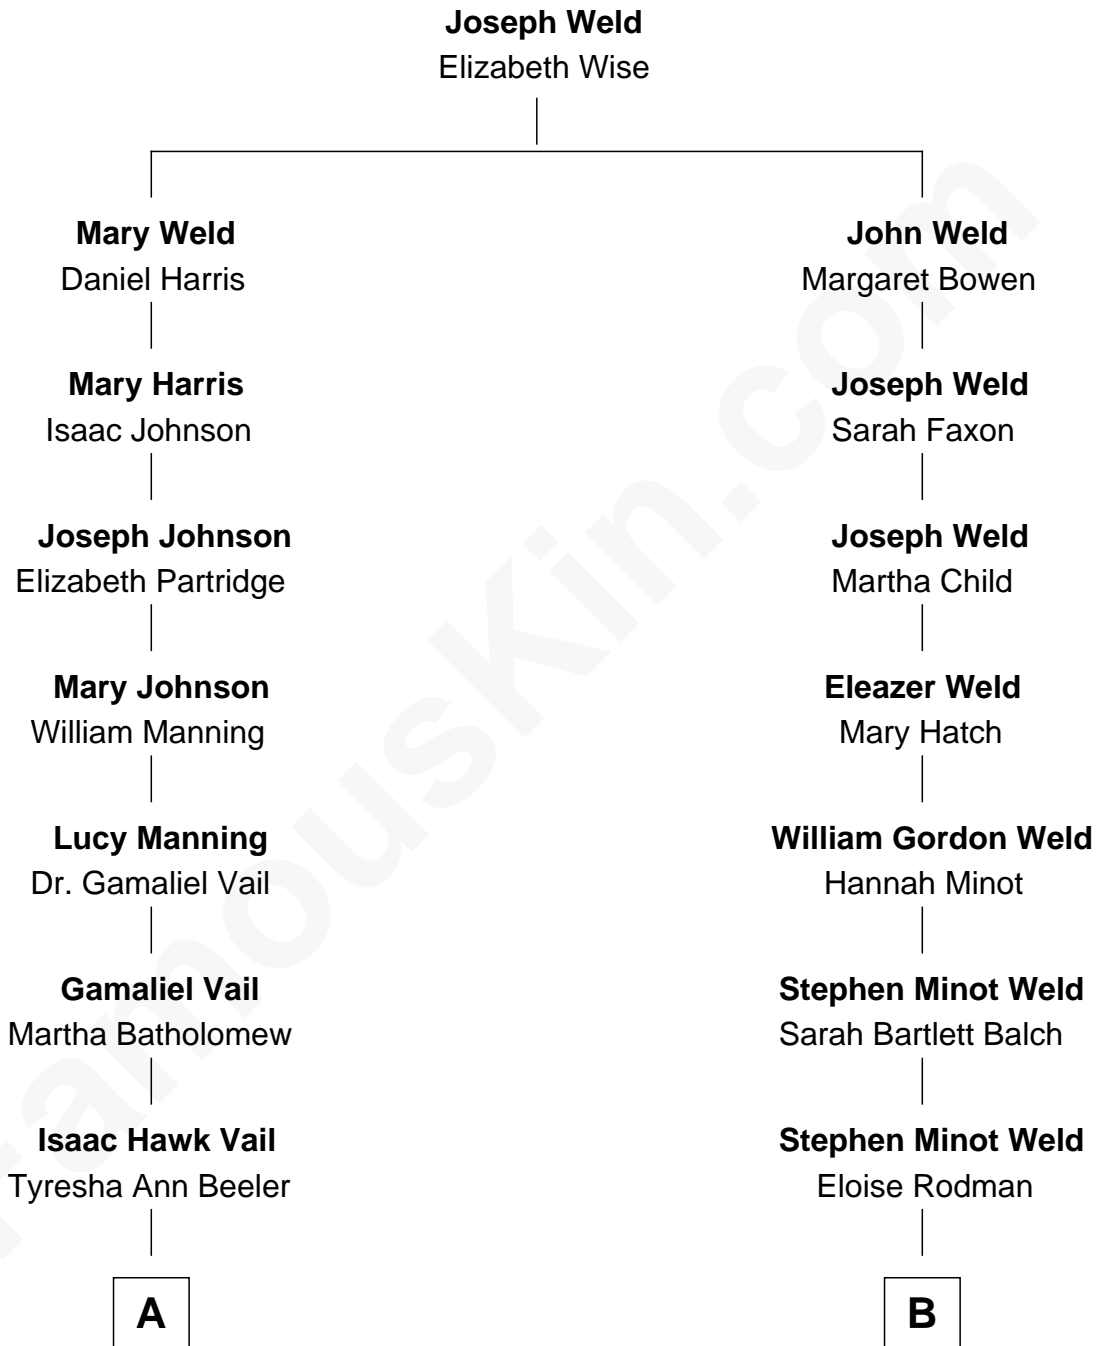 Joseph Weld
Elizabeth Wise
Mary Weld
Daniel Harris
John Weld
Margaret Bowen
Mary Harris
Isaac Johnson
Joseph Weld
Sarah Faxon
Joseph Johnson
Elizabeth Partridge
Joseph Weld
Martha Child
Mary Johnson
William Manning
Eleazer Weld
Mary Hatch
Lucy Manning
Dr. Gamaliel Vail
William Gordon Weld
Hannah Minot
Gamaliel Vail
Martha Batholomew
Stephen Minot Weld
Sarah Bartlett Balch
Isaac Hawk Vail
Tyresha Ann Beeler
Stephen Minot Weld
Eloise Rodman
A
B
FamousKin.com